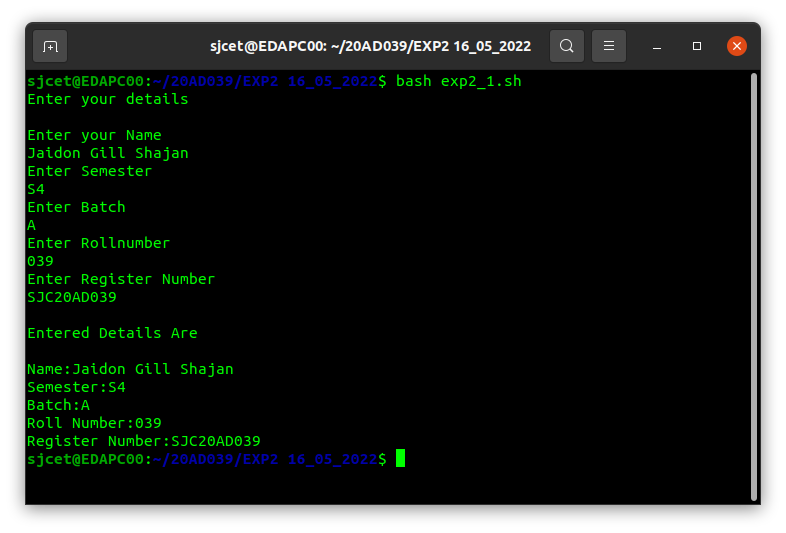 sjcet@EDAPC00: ~/20AD039/EXP2 16_05_2022
sjcet@EDAPC00:~/20AD039/EXP2 16_05_2022$ bash exp2_1.sh
Enter your details
Enter your Name
Jaidon Gill Shajan
Enter Semester
S4
Enter Batch
A
Enter Rollnumber
039
Enter Register Number
SJC20AD039
Entered Details Are
Name:Jaidon Gill Shajan
Semester:S4
Batch:A
Roll Number:039
Register Number:SJC20AD039
sjcet@EDAPC00:~/20AD039/EXP2 16_05_2022$